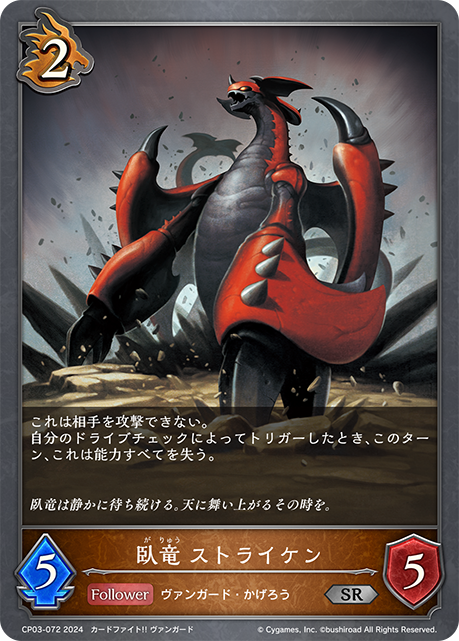 2
これは相手を攻撃できない。
自分のドライブチェックによってトリガーしたとき、このター
ン、これは能力すべてを失う。
臥竜は静かに待ち続ける。天に舞い上がるその時を。
が りゅう
臥竜 ストライケン
5
Follower
ヴァンガード・かげろう
SR
5
CP03-072 2024 カードファイト!! ヴァンガード
© Cygames, Inc. ©bushiroad All Rights Reserved.